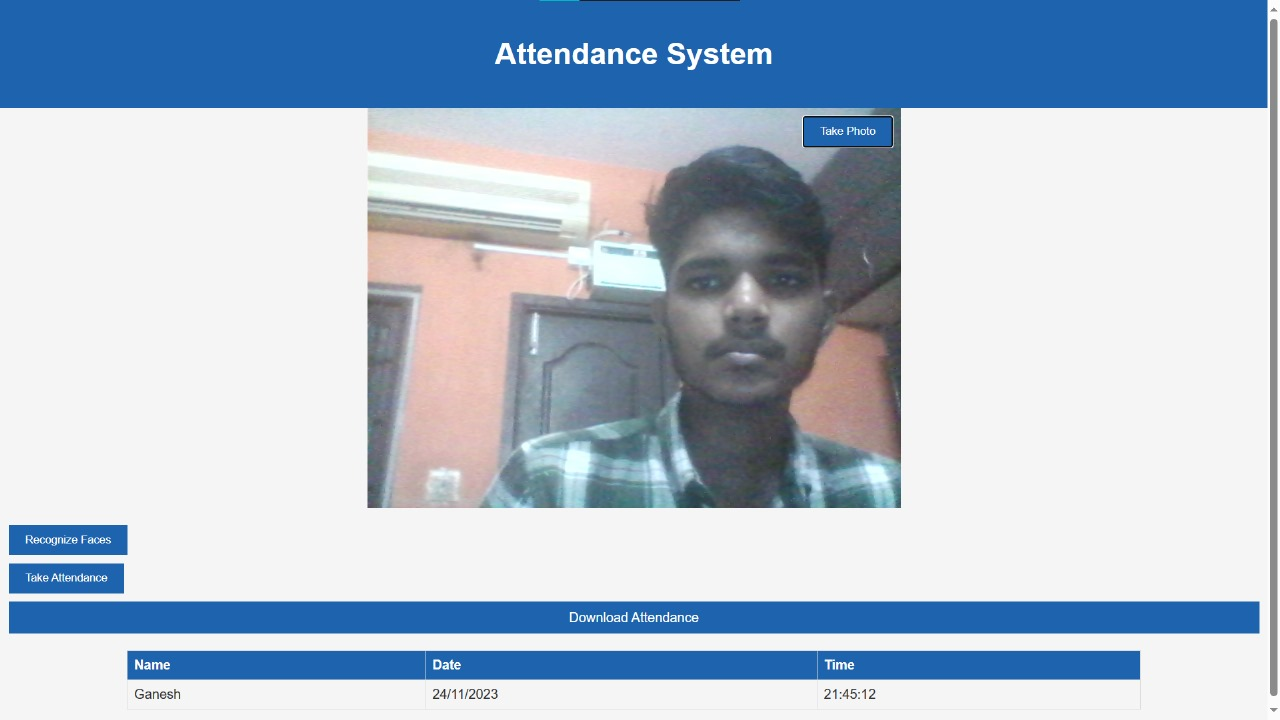 Attendance System
Take Photo
Recognize Faces
Take Attendance
Download Attendance
Name Date Time
Ganesh 24/11/2023 21:45:12